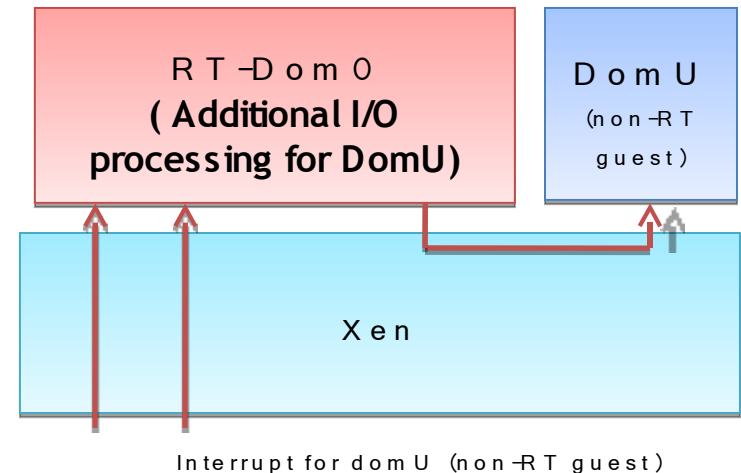 RT-Dom0
( Additional I/O
processing for DomU)
DomU
(non-RT
guest)
Xen
Interrupt for domU (non-RT guest)